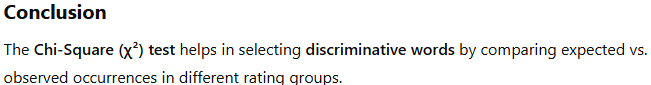 Conclusion
The Chi-Square (χ²) test helps in selecting discriminative words by comparing expected vs.
observed occurrences in different rating groups.